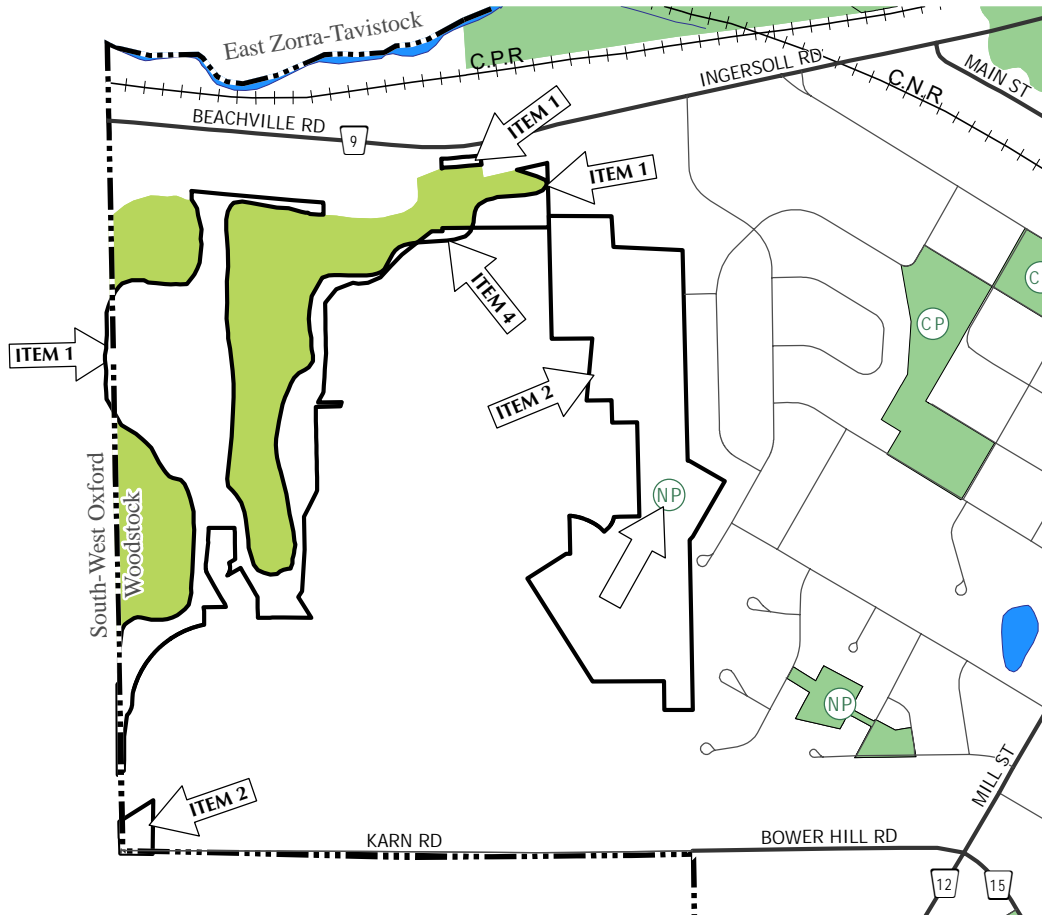 East Zorra-Tavistock
C.P.R
INGERSOLL RD
MAIN ST
C.N.R
BEACHVILLE RD
9
ITEM 1
ITEM 1
C
CP
ITEM 4
ITEM 1
ITEM 2
South-West Oxford
Woodstock
NP
NP
MILL ST
ITEM 2
KARN RD
BOWER HILL RD
12
15